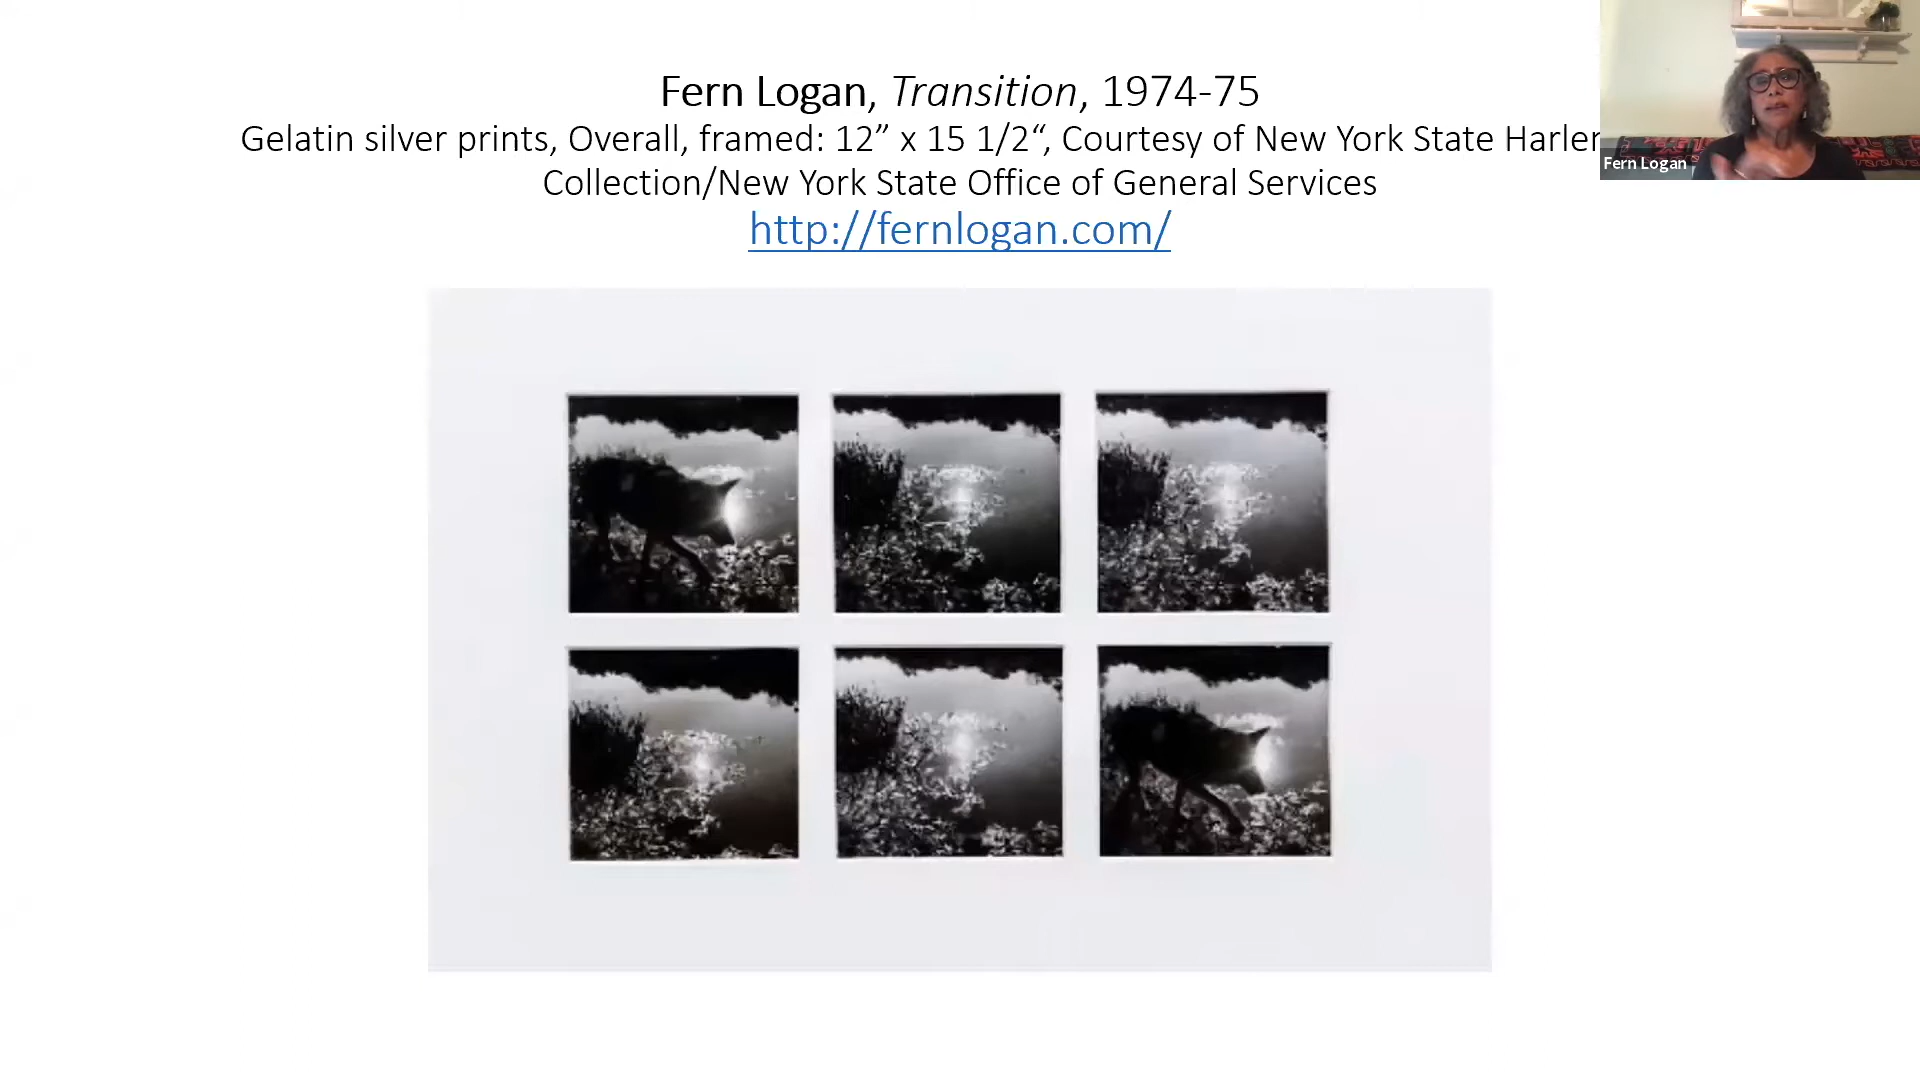 Fern Logan, Transition, 1974-75
Gelatin silver prints, Overall, framed: 12” x 15 1/2“, Courtesy of New York State
Collection/New York State Office of General Services
http://fernlogan.com/
Fern Logan